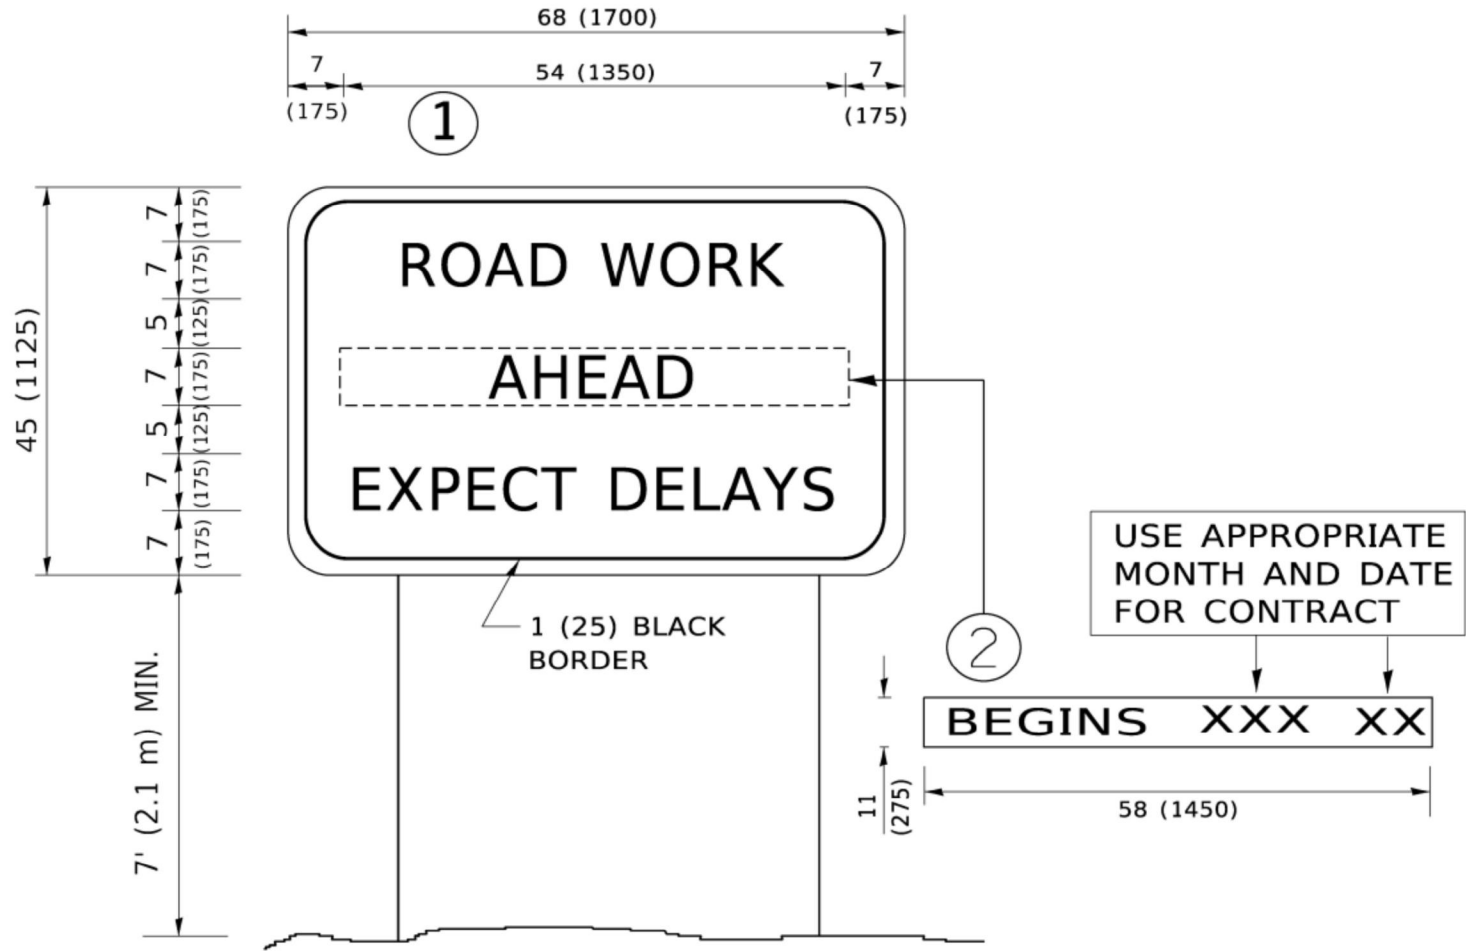 68 (1700)
7 54 (1350) 7
(175) (175)
1
7 (175)
7 (175)
5 (125)
7 (175)
5 (125)
7 (175)
7 (175)
45 (1125)
ROAD WORK
AHEAD
EXPECT DELAYS
1 (25) BLACK
BORDER
7' (2.1 m) MIN.
2
USE APPROPRIATE
MONTH AND DATE
FOR CONTRACT
BEGINS XXX XX
11
(275)
58 (1450)